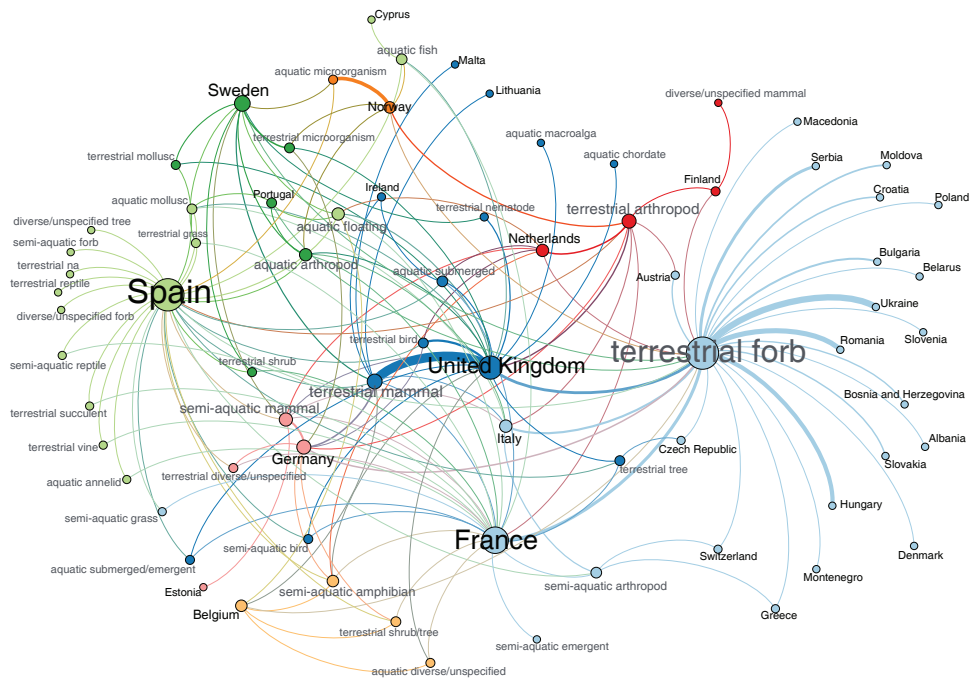 Cyprus
aquatic fish
Malta
aquatic microorganism
Sweden
Lithuania
diverse/unspecified mammal
Norway
Macedonia
terrestrial microorganism
aquatic macroalga
terrestrial mollusc
aquatic chordate
Serbia
Moldova
Finland
Portugal
Ireland
Croatia
Poland
aquatic mollusc
terrestrial nematode
terrestrial arthropod
diverse/unspecified tree
aquatic floating
semi-aquatic forb
terrestrial grass
Netherlands
terrestrial na
aquatic arthropod
aquatic submerged
Austria
Bulgaria
Belarus
terrestrial reptile
Spain
diverse/unspecified forb
Ukraine
terrestrial bird
Slovenia
Romania
semi-aquatic reptile
terrestrial shrub
United Kingdom
terrestrial forb
terrestrial mammal
Bosnia and Herzegovina
terrestrial succulent
semi-aquatic mammal
Italy
Albania
terrestrial vine
Czech Republic
Germany
Slovakia
terrestrial diverse/unspecified
terrestrial tree
aquatic annelid
Hungary
semi-aquatic grass
France
semi-aquatic bird
Switzerland
Denmark
aquatic submerged/emergent
Montenegro
semi-aquatic arthropod
Estonia
semi-aquatic amphibian
Belgium
Greece
terrestrial shrub/tree
semi-aquatic emergent
aquatic diverse/unspecified